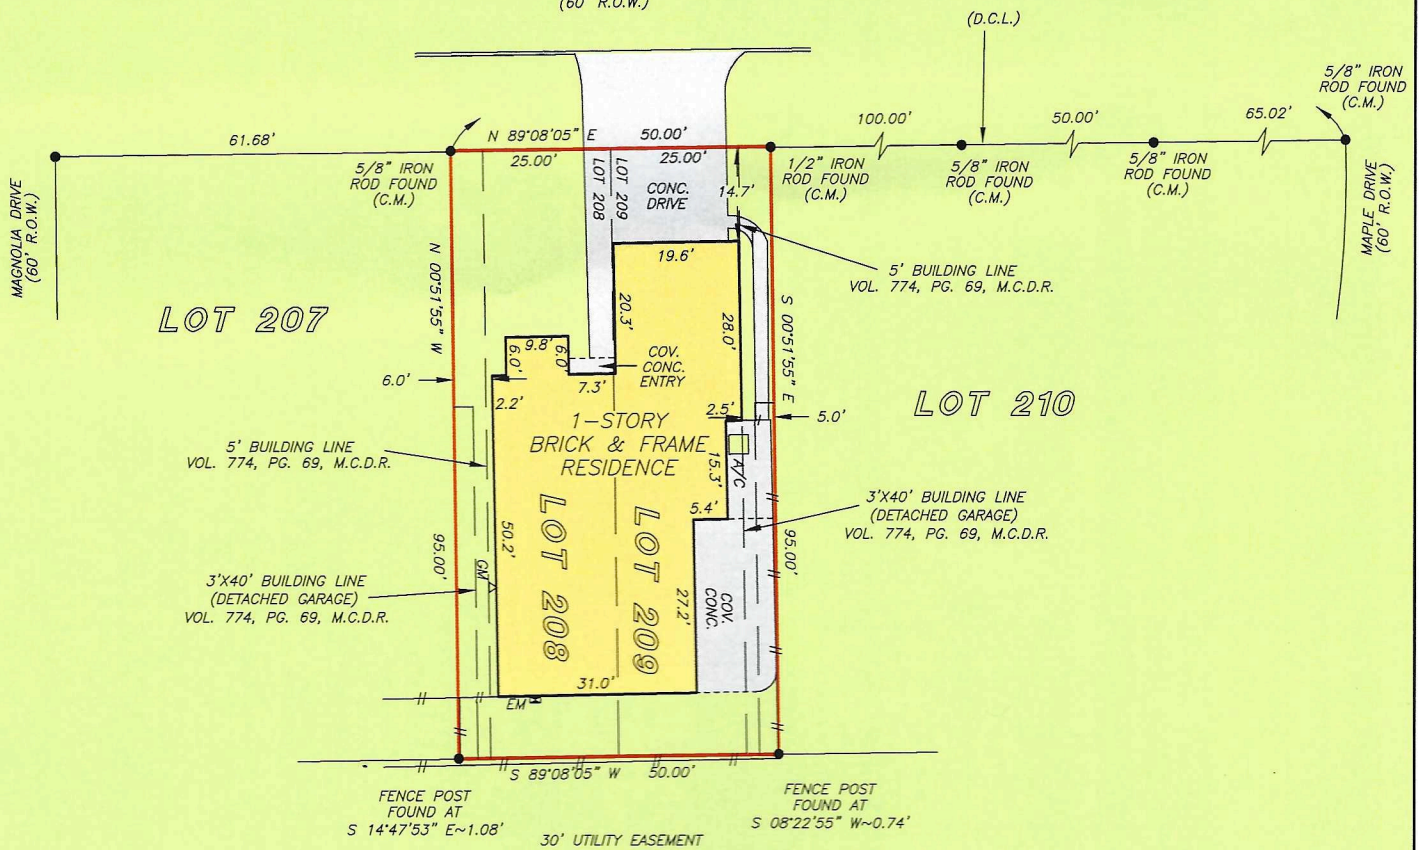 (60' R.O.W.)
(D.C.L.)
5/8" IRON
ROD FOUND
(C.M.)
61.68'
N 89°08'05" E
50.00'
100.00'
50.00'
65.02'
25.00'
25.00'
5/8" IRON
ROD FOUND
(C.M.)
LOT 208
LOT 209
CONC.
DRIVE
14.7'
1/2" IRON
ROD FOUND
(C.M.)
5/8" IRON
ROD FOUND
(C.M.)
5/8" IRON
ROD FOUND
(C.M.)
MAGNOLIA DRIVE
(60' R.O.W.)
MAPLE DRIVE
(60' R.O.W.)
N 00°51'55" W
19.6'
5' BUILDING LINE
VOL. 774, PG. 69, M.C.D.R.
LOT 207
20.3'
28.0'
S 00°51'55" E
9.8'
6.0'
6.0'
COV.
CONC.
ENTRY
6.0'
7.3'
2.2'
2.5'
5.0'
LOT 210
1-STORY
BRICK & FRAME
RESIDENCE
5' BUILDING LINE
VOL. 774, PG. 69, M.C.D.R.
15.3'
A/C
3'X40' BUILDING LINE
(DETACHED GARAGE)
VOL. 774, PG. 69, M.C.D.R.
5.4'
50.2'
LOT 208
LOT 209
95.00'
95.00'
GM
3'X40' BUILDING LINE
(DETACHED GARAGE)
VOL. 774, PG. 69, M.C.D.R.
27.2'
COV.
CONC.
31.0'
EM
S 89°08'05" W
50.00'
FENCE POST
FOUND AT
S 14°47'53" E~1.08'
FENCE POST
FOUND AT
S 08°22'55" W~0.74'
30' UTILITY EASEMENT